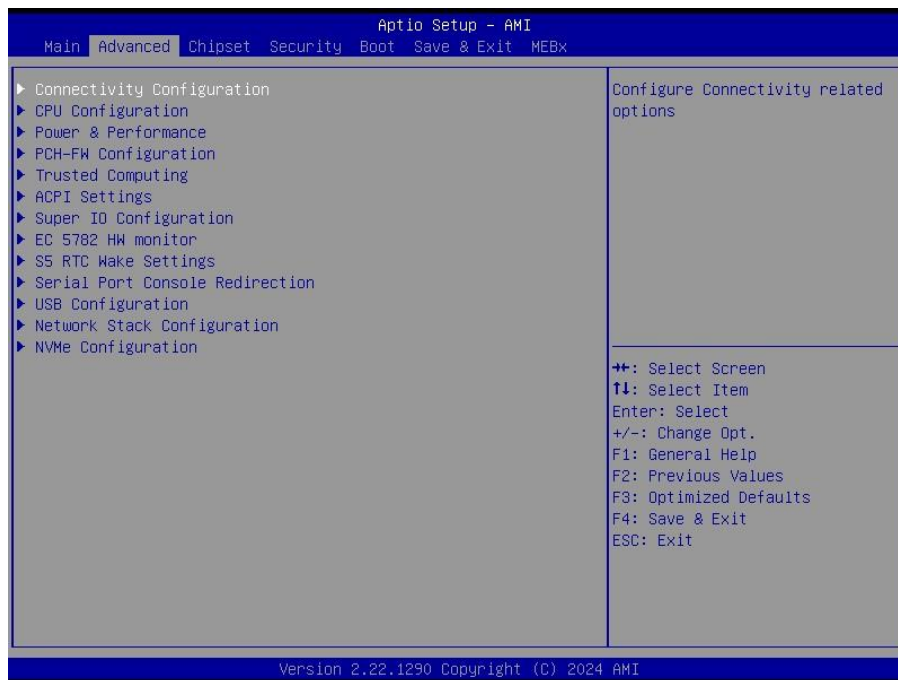 Aptio Setup - AMI
Main Advanced Chipset Security Boot Save & Exit MEBx
Connectivity Configuration
CPU Configuration
Power & Performance
PCH-FW Configuration
Trusted Computing
ACPI Settings
Super IO Configuration
EC 5782 HW monitor
S5 RTC Wake Settings
Serial Port Console Redirection
USB Configuration
Network Stack Configuration
NVMe Configuration
Configure Connectivity related
options
→←: Select Screen
↑↓: Select Item
Enter: Select
+/-: Change Opt.
F1: General Help
F2: Previous Values
F3: Optimized Defaults
F4: Save & Exit
ESC: Exit
Version 2.22.1290 Copyright (C) 2024 AMI